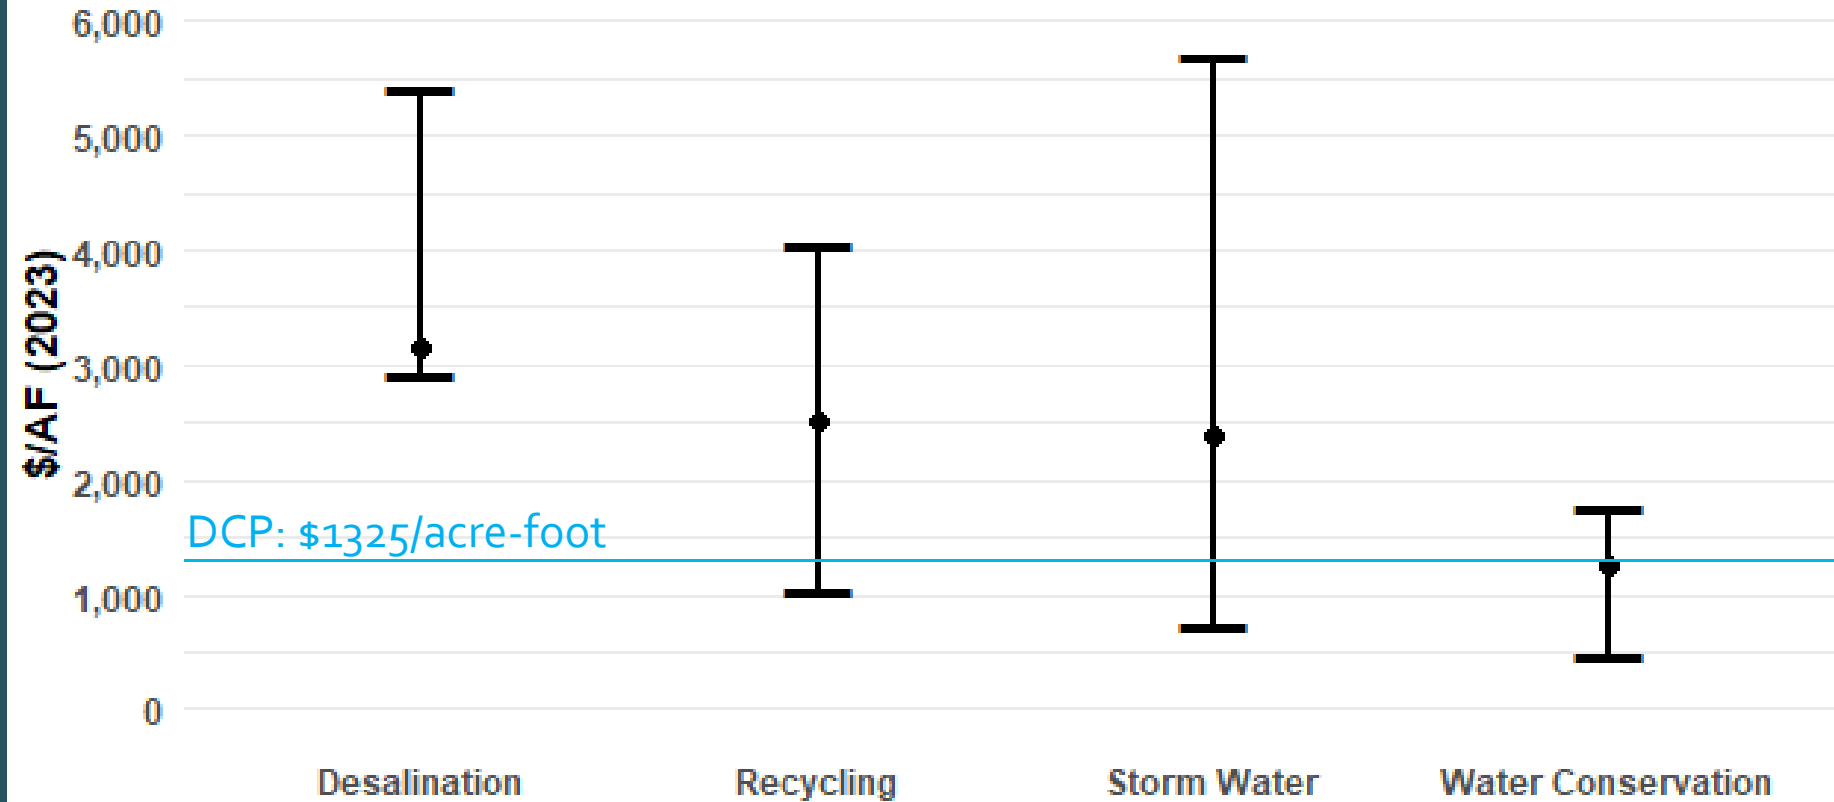 $/AF (2023)
6,000
5,000
4,000
3,000
2,000
1,000
0
DCP: $1325/acre-foot
Desalination
Recycling
Storm Water
Water Conservation